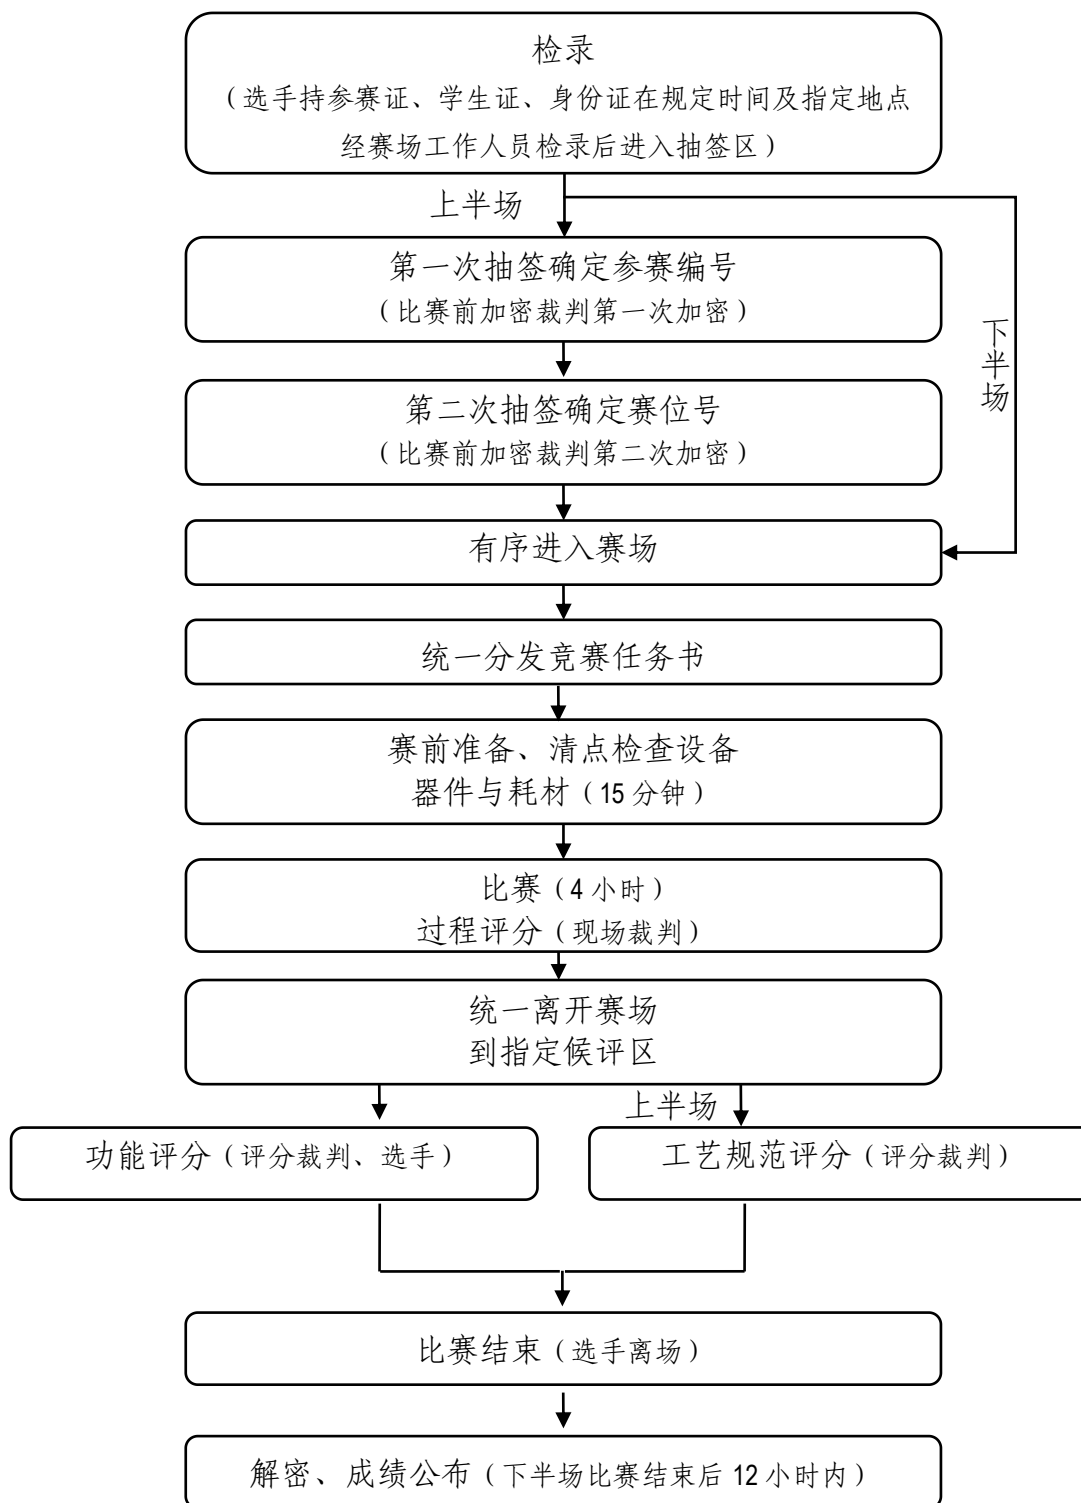 检录
（选手持参赛证、学生证、身份证在规定时间及指定地点
经赛场工作人员检录后进入抽签区）
上半场
第一次抽签确定参赛编号
（比赛前加密裁判第一次加密）
下半场
第二次抽签确定赛位号
（比赛前加密裁判第二次加密）
有序进入赛场
统一分发竞赛任务书
赛前准备、清点检查设备
器件与耗材（15 分钟）
比赛（4 小时）
过程评分（现场裁判）
统一离开赛场
到指定候评区
上半场
功能评分（评分裁判、选手）
工艺规范评分（评分裁判）
比赛结束（选手离场）
解密、成绩公布（下半场比赛结束后 12 小时内）